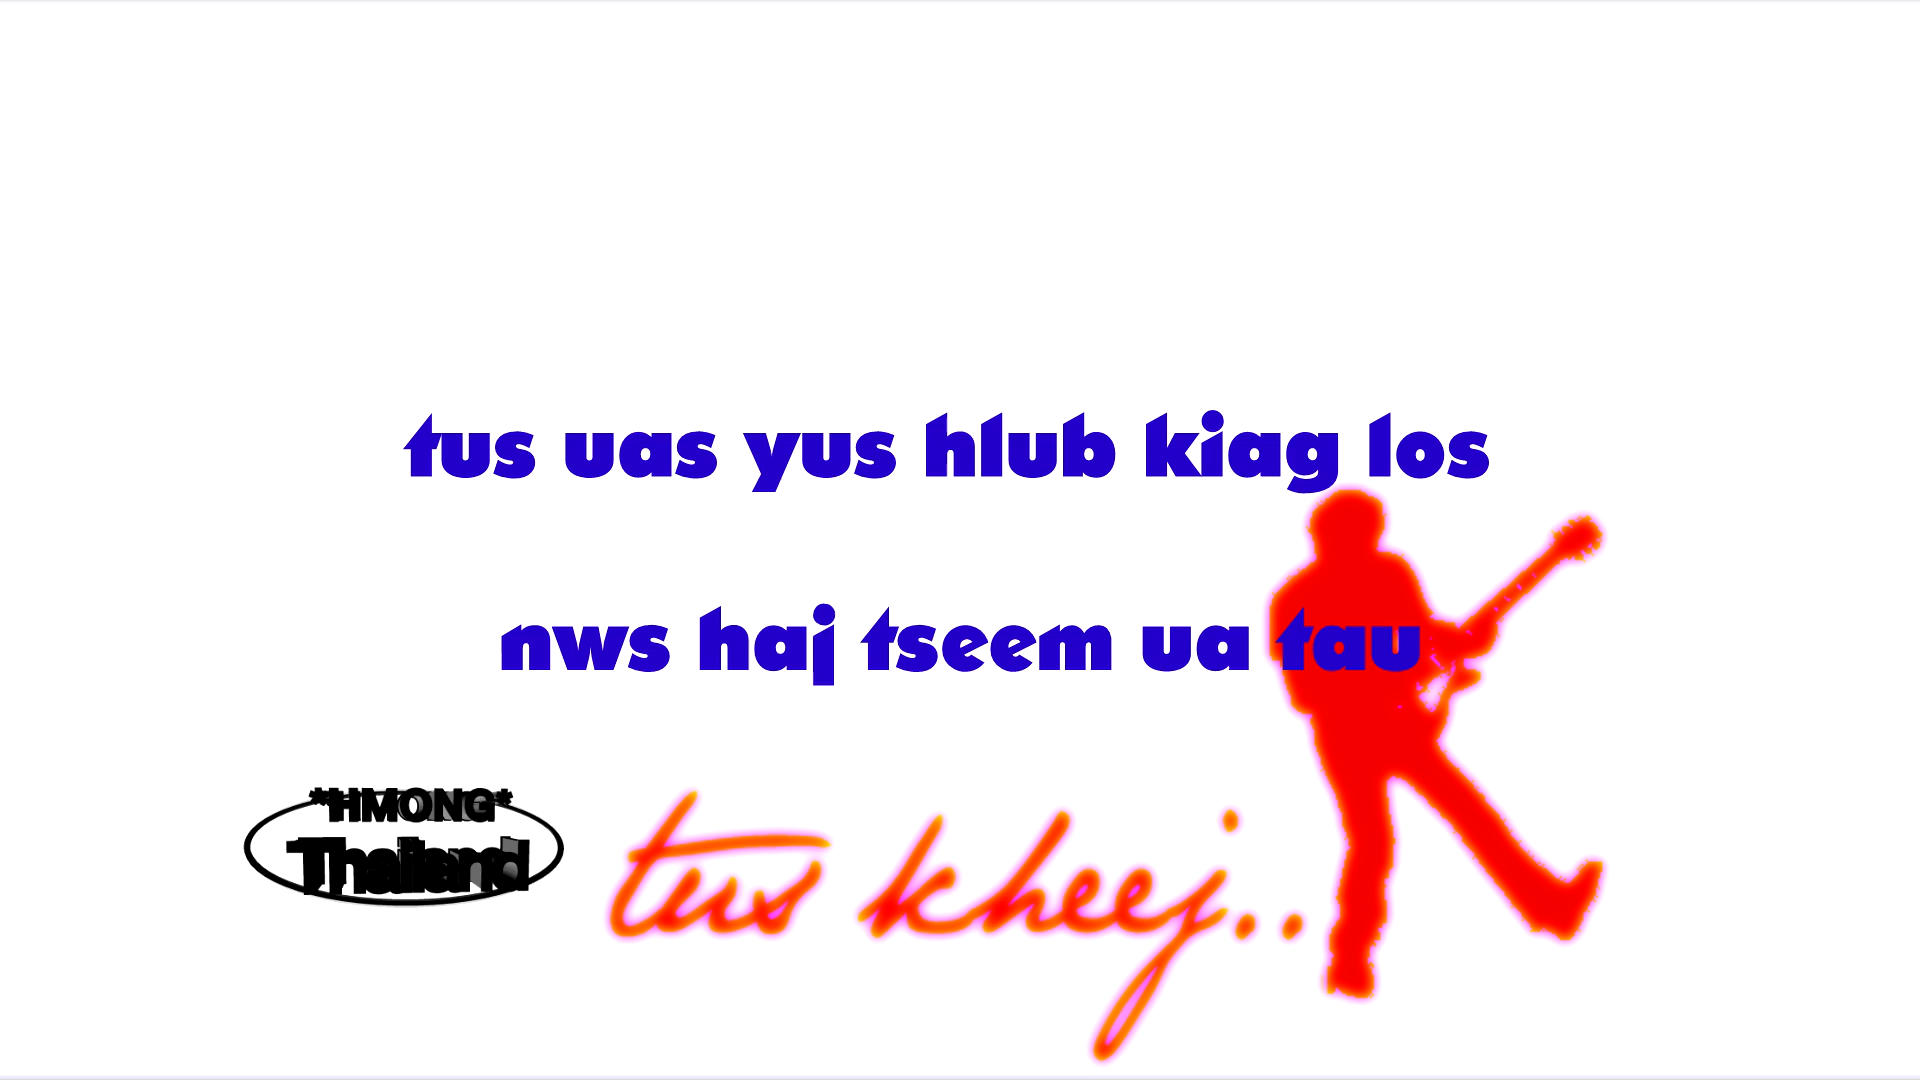 tus uas yus hlub kiag los
nws haj tseem ua tau
*HMONG*
Thailand
tus kheej..